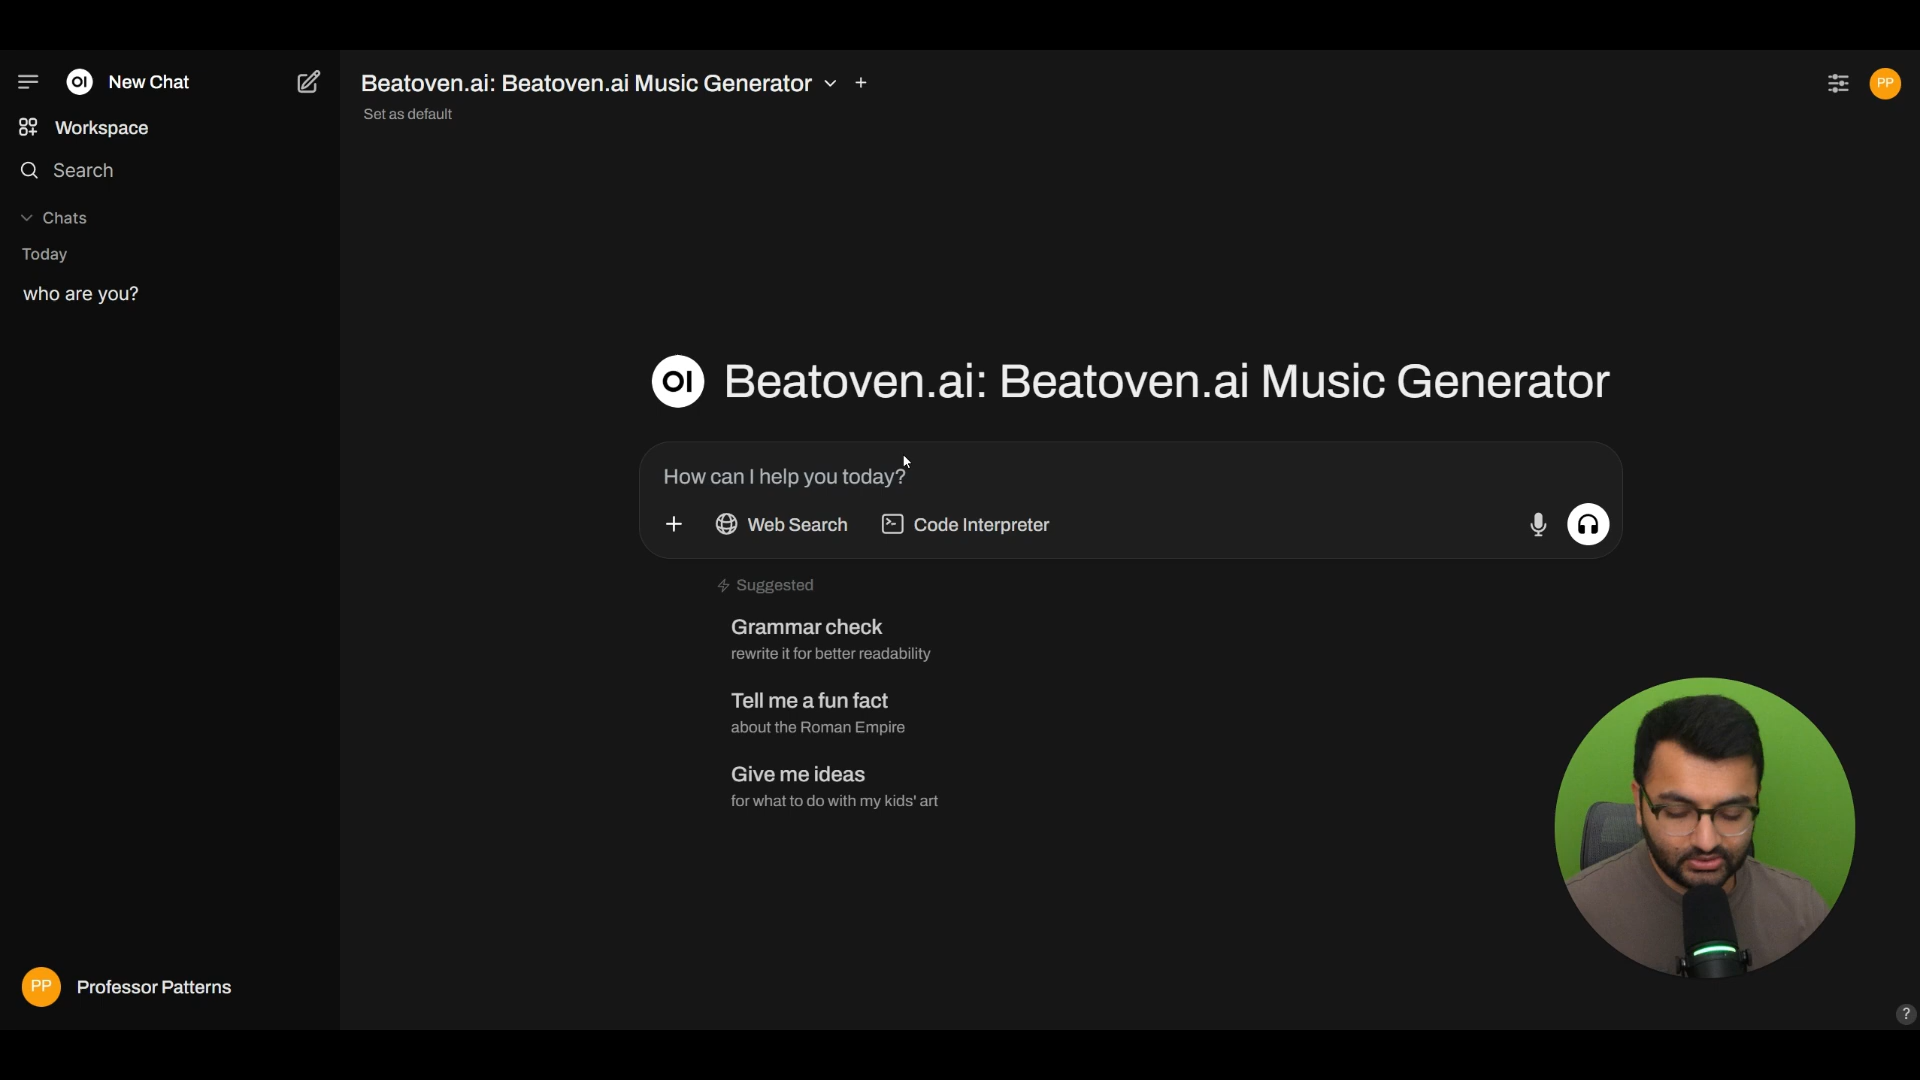 OI New Chat
Workspace
Search
Chats
Today
who are you?
PP Professor Patterns
Beatoven.ai: Beatoven.ai Music Generator
Set as default
PP
OI Beatoven.ai: Beatoven.ai Music Generator
How can I help you today?
Web Search Code Interpreter
Suggested
Grammar check
rewrite it for better readability
Tell me a fun fact
about the Roman Empire
Give me ideas
for what to do with my kids' art
?